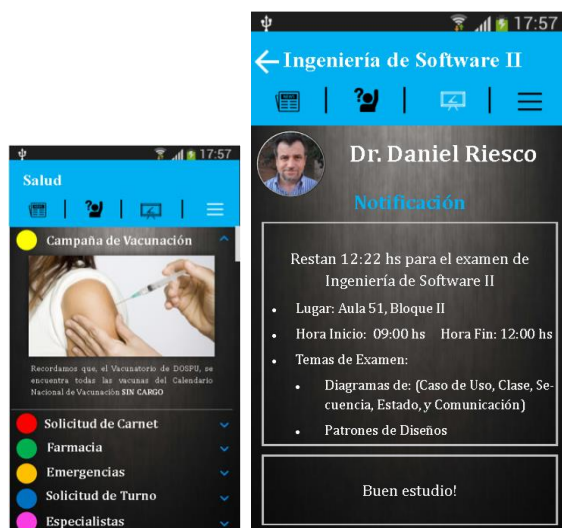 17:57
Salud
Campaña de Vacunación
Recordamos que, el Vacunatorio de DOSPU, se
encuentra todas las vacunas del Calendario
Nacional de Vacunación SIN CARGO
Solicitud de Carnet
Farmacia
Emergencias
Solicitud de Turno
Especialistas
17:57
Ingeniería de Software II
Dr. Daniel Riesco
Notificación
Restan 12:22 hs para el examen de
Ingeniería de Software II
• Lugar: Aula 51, Bloque II
• Hora Inicio: 09:00 hs Hora Fin: 12:00 hs
• Temas de Examen:
• Diagramas de: (Caso de Uso, Clase, Se-
cuencia, Estado, y Comunicación)
• Patrones de Diseños
Buen estudio!